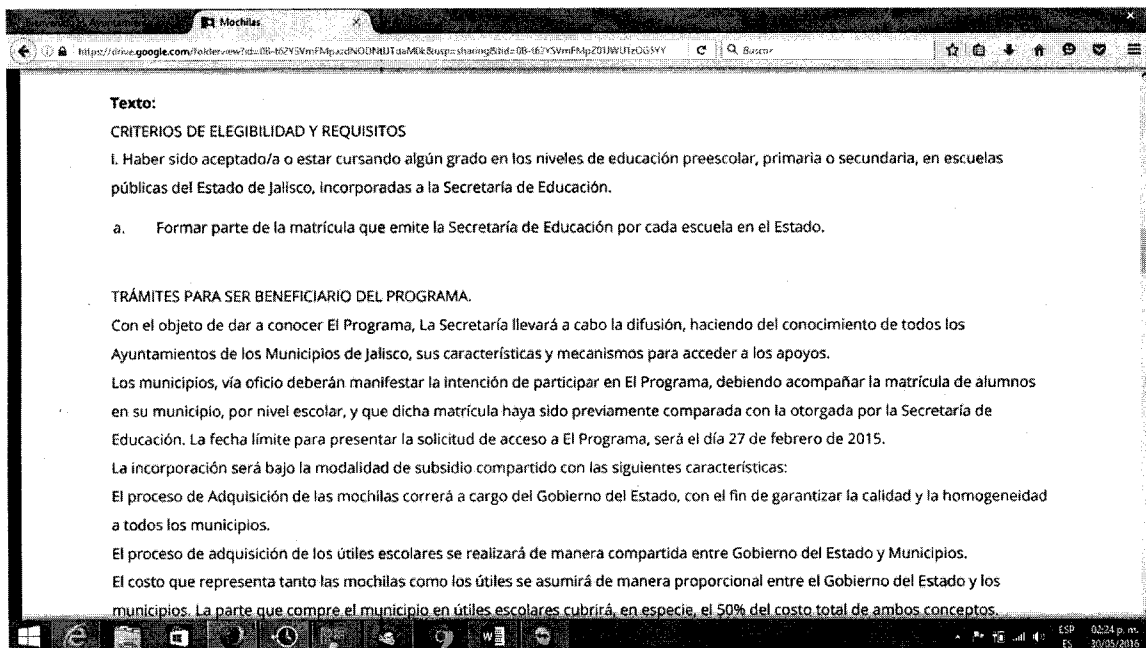 Mochilas
Buscar
Texto:
CRITERIOS DE ELEGIBILIDAD Y REQUISITOS
i. Haber sido aceptado/a o estar cursando algún grado en los niveles de educación preescolar, primaria o secundaria, en escuelas
públicas del Estado de Jalisco, incorporadas a la Secretaría de Educación.
a. Formar parte de la matrícula que emite la Secretaría de Educación por cada escuela en el Estado.
TRÁMITES PARA SER BENEFICIARIO DEL PROGRAMA.
Con el objeto de dar a conocer El Programa, La Secretaría llevará a cabo la difusión, haciendo del conocimiento de todos los
Ayuntamientos de los Municipios de Jalisco, sus características y mecanismos para acceder a los apoyos.
Los municipios, vía oficio deberán manifestar la intención de participar en El Programa, debiendo acompañar la matrícula de alumnos
en su municipio, por nivel escolar, y que dicha matrícula haya sido previamente comparada con la otorgada por la Secretaría de
Educación. La fecha límite para presentar la solicitud de acceso a El Programa, será el día 27 de febrero de 2015.
La incorporación será bajo la modalidad de subsidio compartido con las siguientes características:
El proceso de Adquisición de las mochilas correrá a cargo del Gobierno del Estado, con el fin de garantizar la calidad y la homogeneidad
a todos los municipios.
El proceso de adquisición de los útiles escolares se realizará de manera compartida entre Gobierno del Estado y Municipios.
El costo que representa tanto las mochilas como los útiles se asumirá de manera proporcional entre el Gobierno del Estado y los
municipios. La parte que compre el municipio en útiles escolares cubrirá, en especie, el 50% del costo total de ambos conceptos.
ESP 02:24 p. m.
ES 30/05/2016